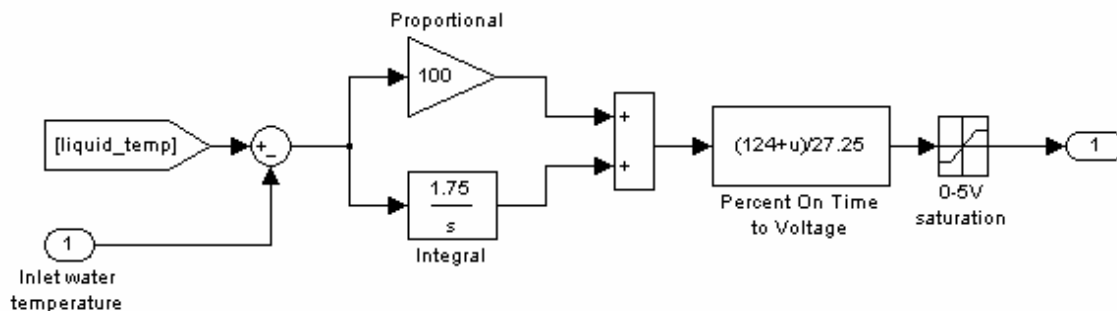 Proportional
100
[liquid_temp]
+
−
1
Inlet water
temperature
1.75
s
Integral
+
+
(124+u)/27.25
Percent On Time
to Voltage
0-5V
saturation
1